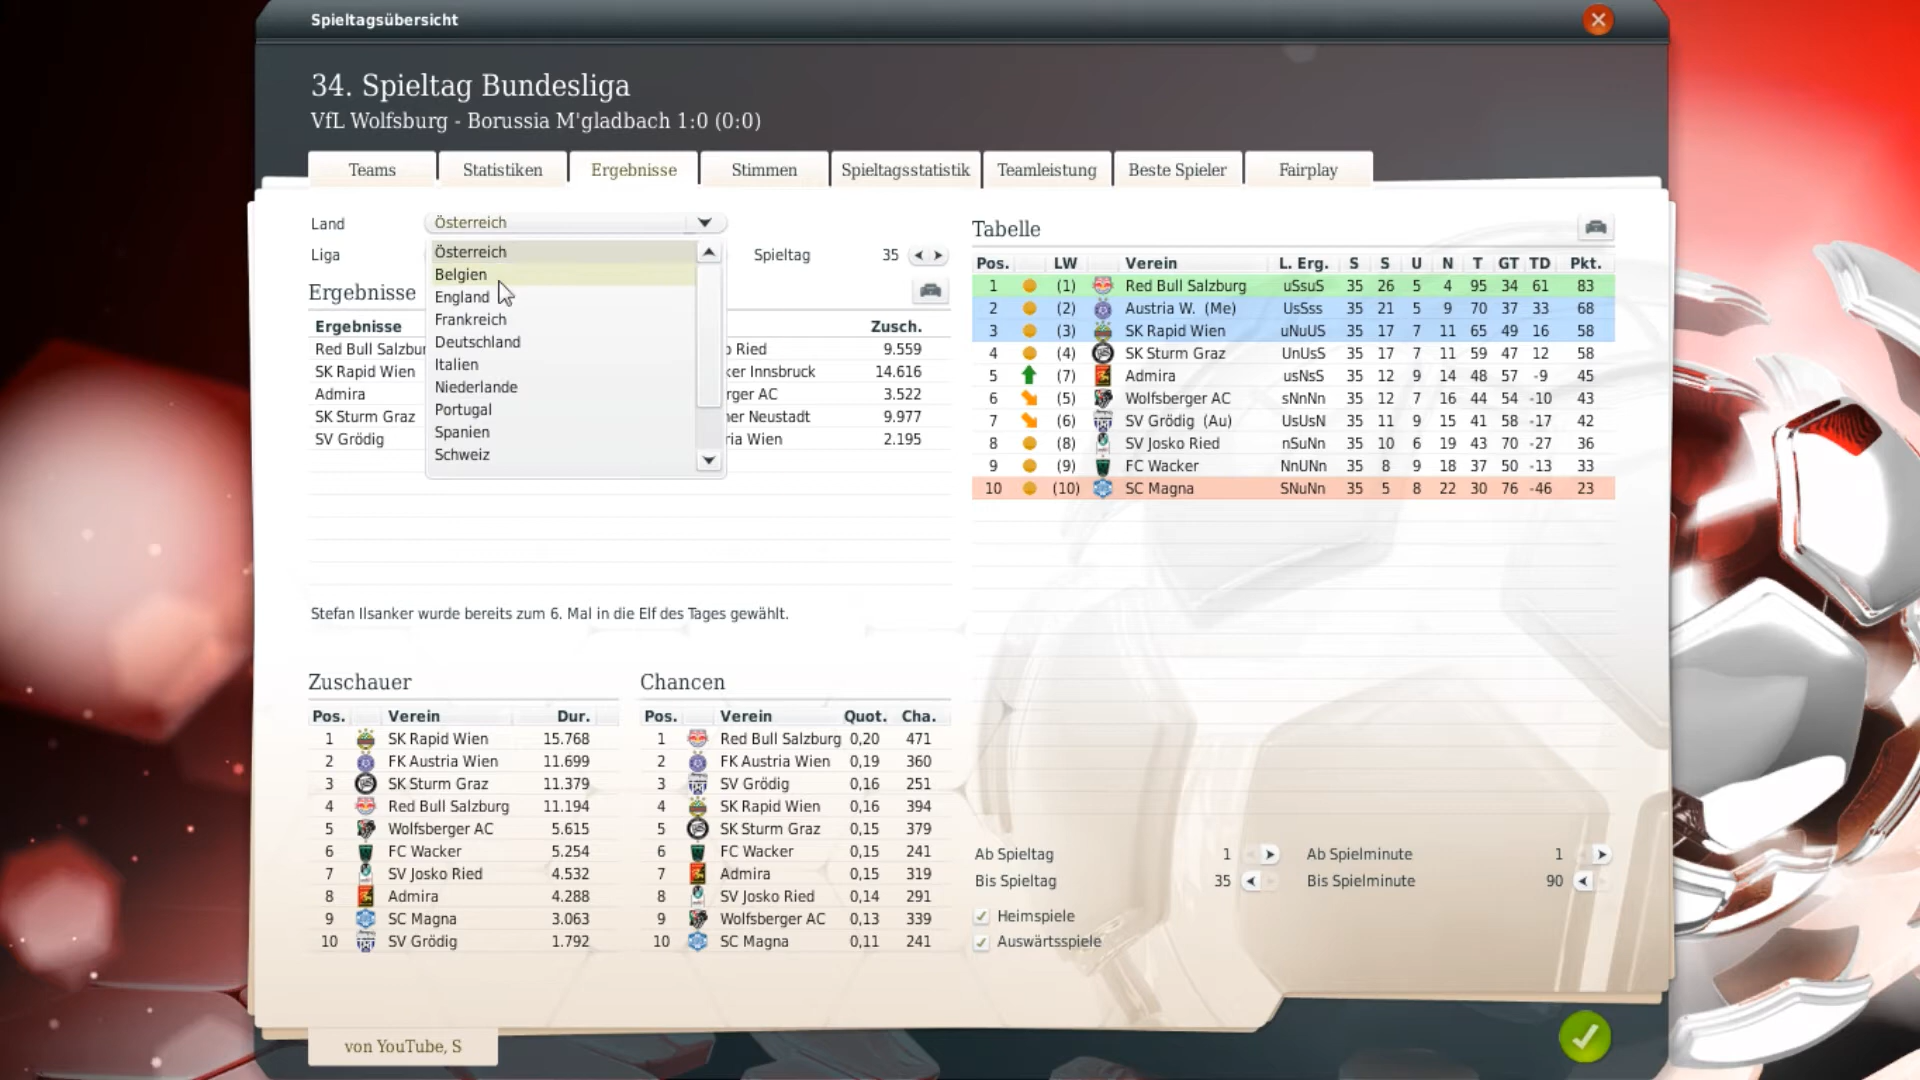 Spieltagsübersicht
34. Spieltag Bundesliga
VfL Wolfsburg - Borussia M'gladbach 1:0 (0:0)
Teams Statistiken Ergebnisse Stimmen Spieltagsstatistik Teamleistung Beste Spieler Fairplay
Land Österreich
Liga Spieltag 35
Österreich
Belgien
England
Frankreich
Deutschland
Italien
Niederlande
Portugal
Spanien
Schweiz
Ergebnisse
Ergebnisse Zusch.
Red Bull Salzbur o Ried 9.559
SK Rapid Wien ker Innsbruck 14.616
Admira rger AC 3.522
SK Sturm Graz er Neustadt 9.977
SV Grödig ria Wien 2.195
Stefan Ilsanker wurde bereits zum 6. Mal in die Elf des Tages gewählt.
Zuschauer
Pos. Verein Dur.
1 SK Rapid Wien 15.768
2 FK Austria Wien 11.699
3 SK Sturm Graz 11.379
4 Red Bull Salzburg 11.194
5 Wolfsberger AC 5.615
6 FC Wacker 5.254
7 SV Josko Ried 4.532
8 Admira 4.288
9 SC Magna 3.063
10 SV Grödig 1.792
Chancen
Pos. Verein Quot. Cha.
1 Red Bull Salzburg 0,20 471
2 FK Austria Wien 0,19 360
3 SV Grödig 0,16 251
4 SK Rapid Wien 0,16 394
5 SK Sturm Graz 0,15 379
6 FC Wacker 0,15 241
7 Admira 0,15 319
8 SV Josko Ried 0,14 291
9 Wolfsberger AC 0,13 339
10 SC Magna 0,11 241
Tabelle
Pos. LW Verein L. Erg. S S U N T GT TD Pkt.
1 (1) Red Bull Salzburg uSsuS 35 26 5 4 95 34 61 83
2 (2) Austria W. (Me) UsSss 35 21 5 9 70 37 33 68
3 (3) SK Rapid Wien uNuUS 35 17 7 11 65 49 16 58
4 (4) SK Sturm Graz UnUsS 35 17 7 11 59 47 12 58
5 (7) Admira usNsS 35 12 9 14 48 57 -9 45
6 (5) Wolfsberger AC sNnNn 35 12 7 16 44 54 -10 43
7 (6) SV Grödig (Au) UsUsN 35 11 9 15 41 58 -17 42
8 (8) SV Josko Ried nSuNn 35 10 6 19 43 70 -27 36
9 (9) FC Wacker NnUNn 35 8 9 18 37 50 -13 33
10 (10) SC Magna SNuNn 35 5 8 22 30 76 -46 23
Ab Spieltag 1 Ab Spielminute 1
Bis Spieltag 35 Bis Spielminute 90
Heimspiele
Auswärtsspiele
von YouTube, S